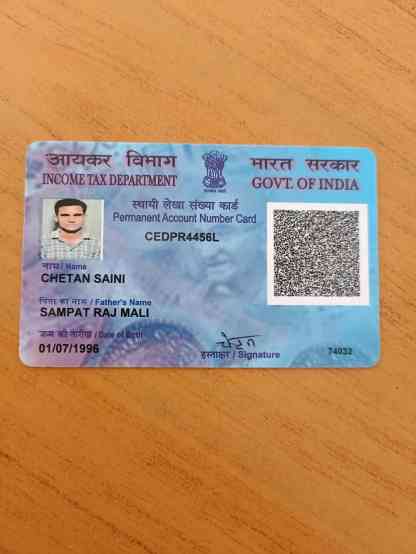 आयकर विभाग
INCOME TAX DEPARTMENT
भारत सरकार
GOVT. OF INDIA
स्थायी लेखा संख्या कार्ड
Permanent Account Number Card
CEDPR4456L
नाम / Name
CHETAN SAINI
पिता का नाम / Father's Name
SAMPAT RAJ MALI
जन्म की तारीख / Date of Birth
01/07/1996
चेतन
हस्ताक्षर / Signature
74032